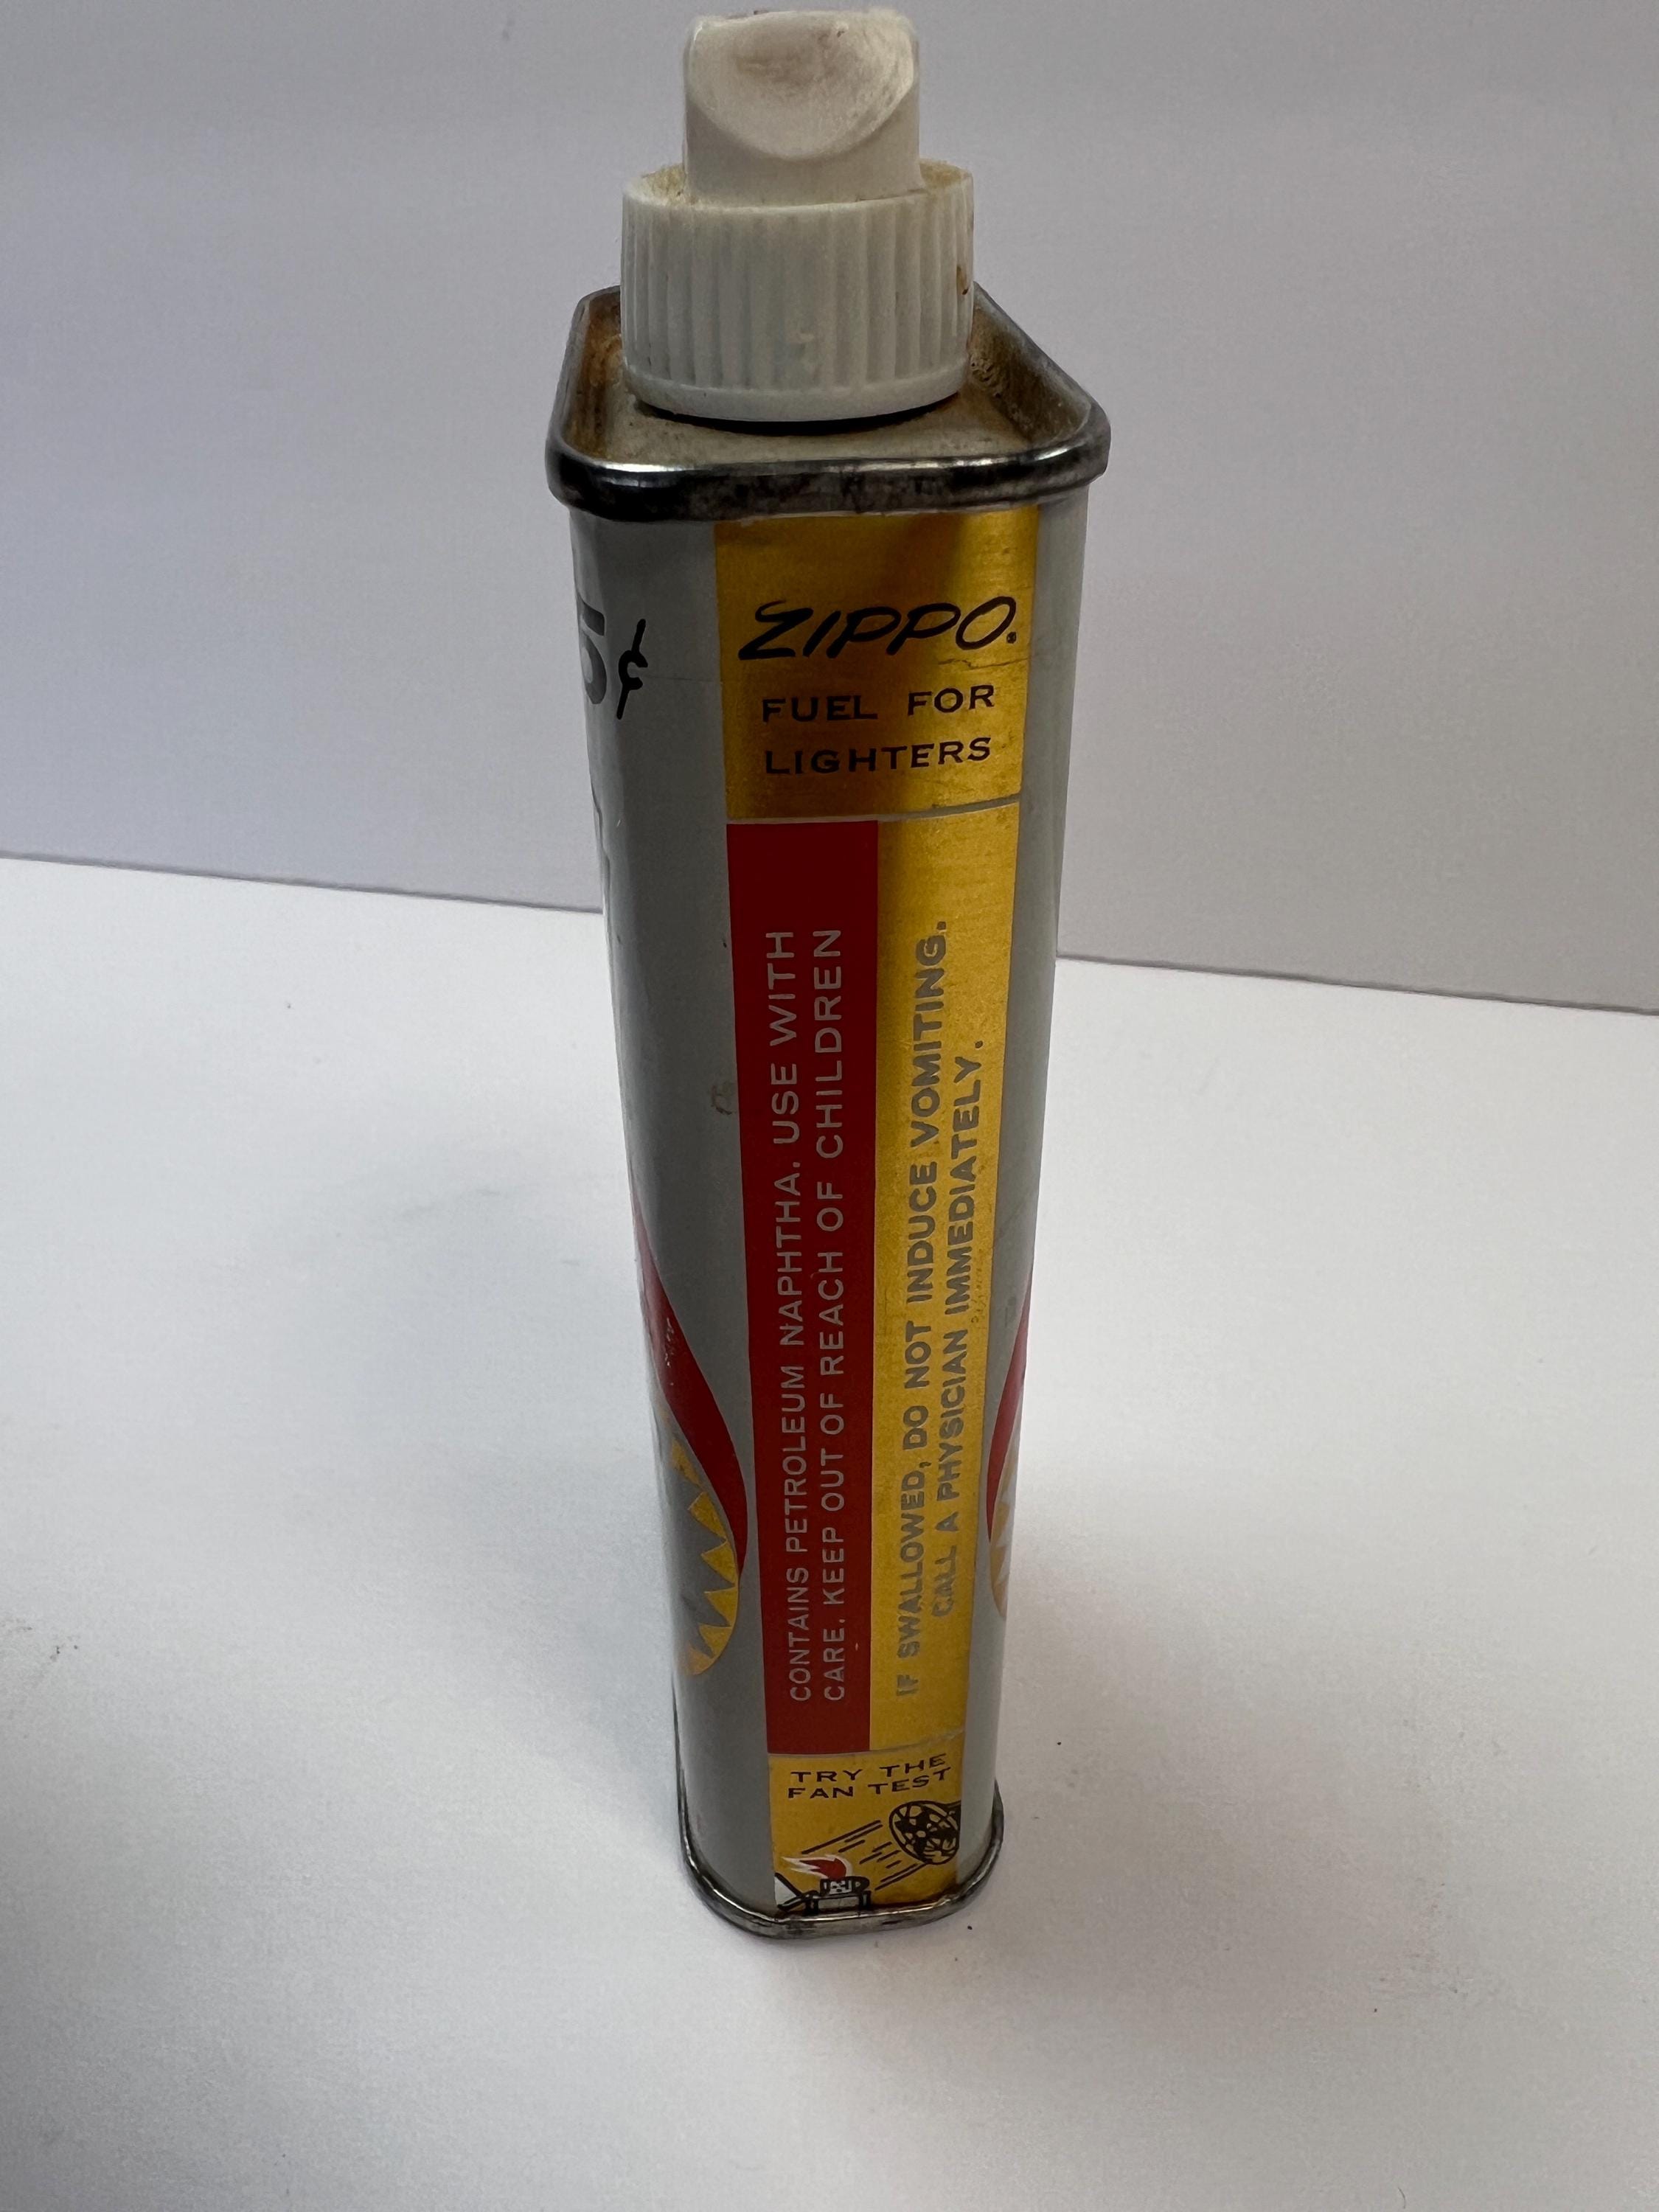 5¢
ZIPPO®
FUEL FOR
LIGHTERS
CONTAINS PETROLEUM NAPHTHA. USE WITH
CARE. KEEP OUT OF REACH OF CHILDREN
IF SWALLOWED, DO NOT INDUCE VOMITING.
CALL A PHYSICIAN IMMEDIATELY.
TRY THE
FAN TEST